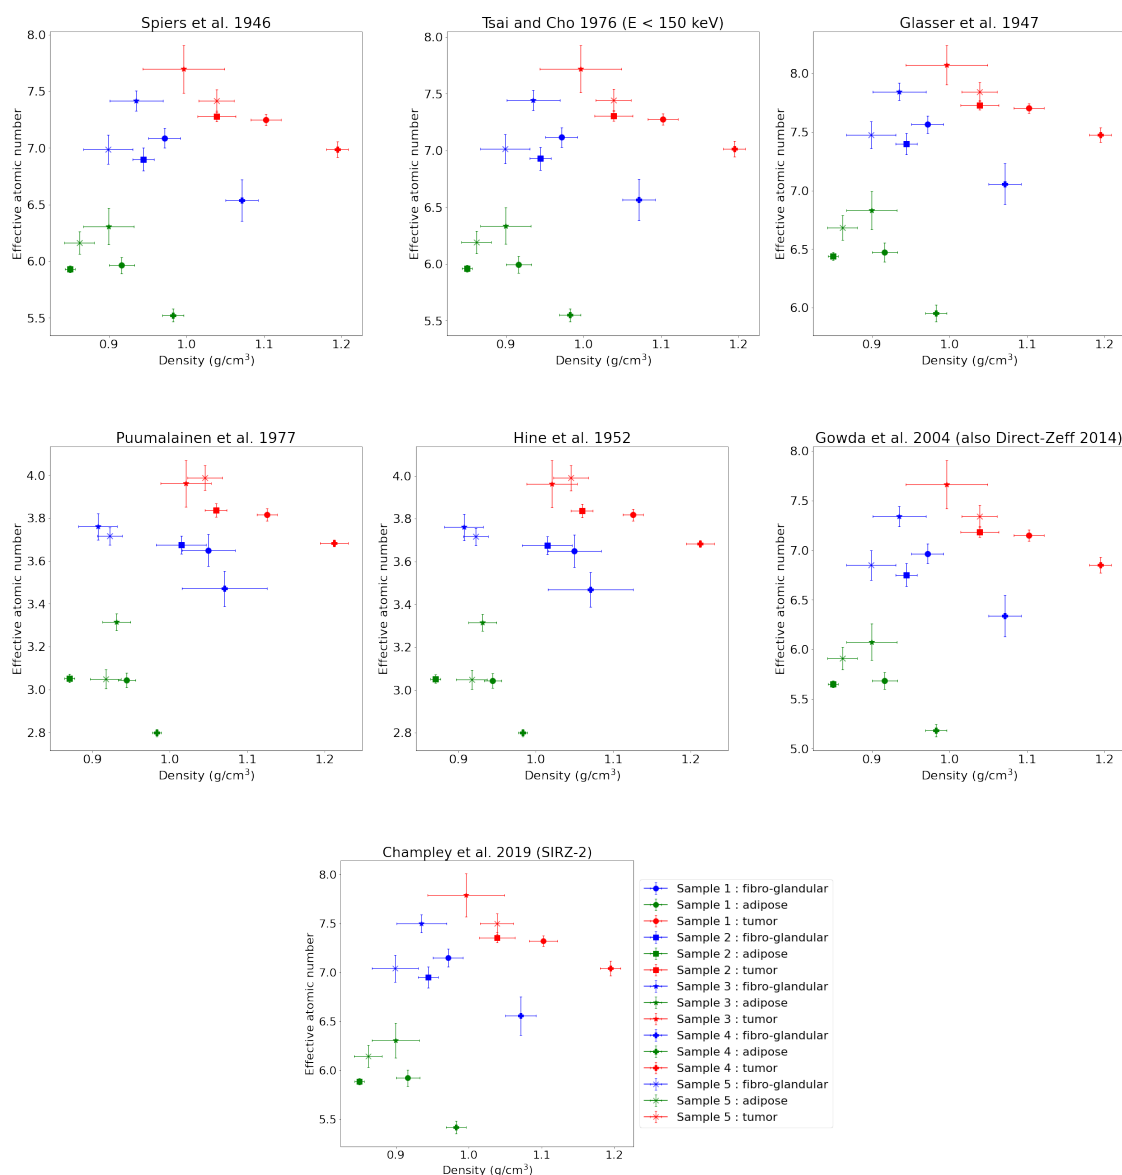 Spiers et al. 1946
Effective atomic number
8.0
7.5
7.0
6.5
6.0
5.5
0.9 1.0 1.1 1.2
Density (g/cm³)
Tsai and Cho 1976 (E < 150 keV)
Effective atomic number
8.0
7.5
7.0
6.5
6.0
5.5
0.9 1.0 1.1 1.2
Density (g/cm³)
Glasser et al. 1947
Effective atomic number
8.0
7.5
7.0
6.5
6.0
0.9 1.0 1.1 1.2
Density (g/cm³)
Puumalainen et al. 1977
Effective atomic number
4.0
3.8
3.6
3.4
3.2
3.0
2.8
0.9 1.0 1.1 1.2
Density (g/cm³)
Hine et al. 1952
Effective atomic number
4.0
3.8
3.6
3.4
3.2
3.0
2.8
0.9 1.0 1.1 1.2
Density (g/cm³)
Gowda et al. 2004 (also Direct-Zeff 2014)
Effective atomic number
8.0
7.5
7.0
6.5
6.0
5.5
5.0
0.9 1.0 1.1 1.2
Density (g/cm³)
Champley et al. 2019 (SIRZ-2)
Effective atomic number
8.0
7.5
7.0
6.5
6.0
5.5
0.9 1.0 1.1 1.2
Density (g/cm³)
Sample 1 : fibro-glandular
Sample 1 : adipose
Sample 1 : tumor
Sample 2 : fibro-glandular
Sample 2 : adipose
Sample 2 : tumor
Sample 3 : fibro-glandular
Sample 3 : adipose
Sample 3 : tumor
Sample 4 : fibro-glandular
Sample 4 : adipose
Sample 4 : tumor
Sample 5 : fibro-glandular
Sample 5 : adipose
Sample 5 : tumor